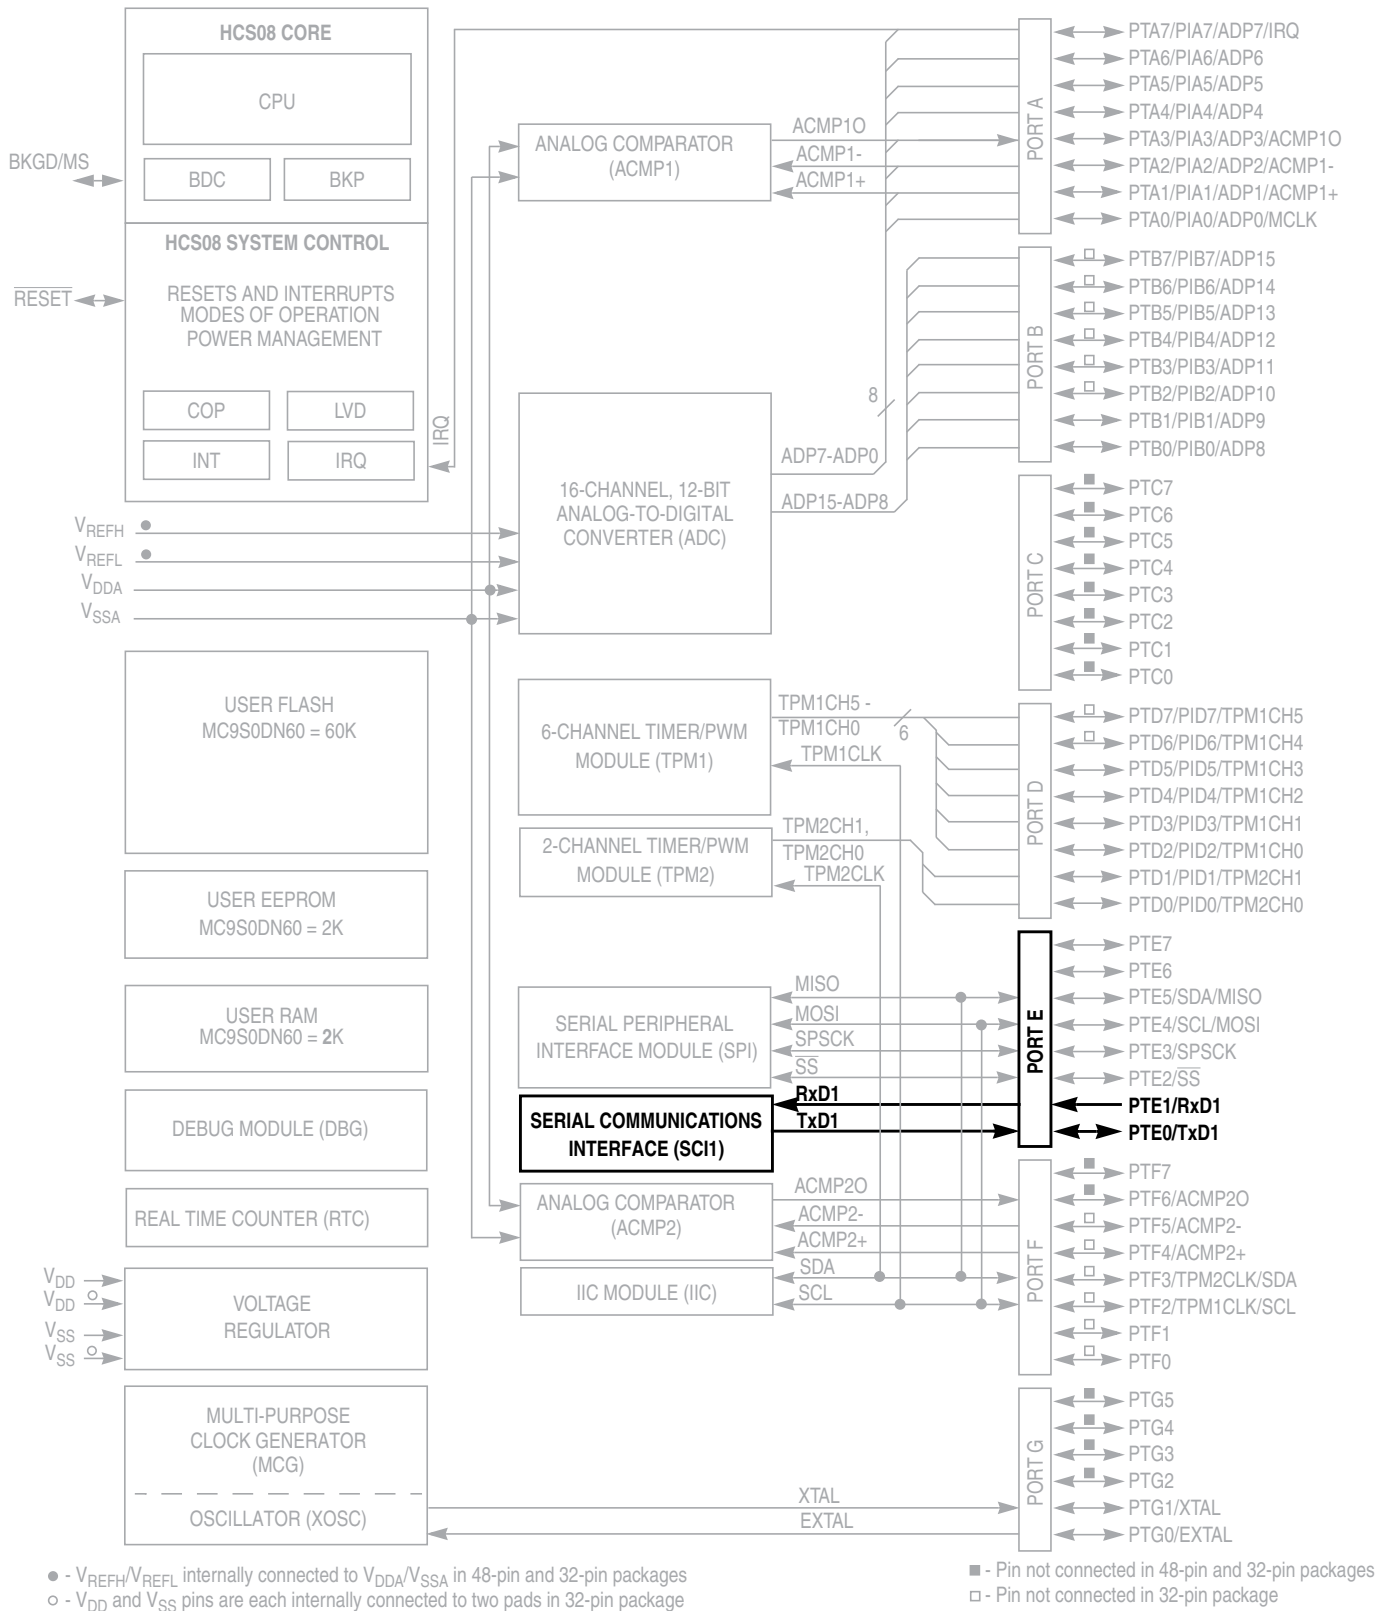 HCS08 CORE
CPU
BDC
BKP
BKGD/MS
HCS08 SYSTEM CONTROL
RESETS AND INTERRUPTS
MODES OF OPERATION
POWER MANAGEMENT
RESET
COP
LVD
INT
IRQ
IRQ
VREFH
VREFL
VDDA
VSSA
USER FLASH
MC9S0DN60 = 60K
USER EEPROM
MC9S0DN60 = 2K
USER RAM
MC9S0DN60 = 2K
DEBUG MODULE (DBG)
REAL TIME COUNTER (RTC)
VDD
VDD
VSS
VSS
VOLTAGE
REGULATOR
MULTI-PURPOSE
CLOCK GENERATOR
(MCG)
OSCILLATOR (XOSC)
ANALOG COMPARATOR
(ACMP1)
ACMP1O
ACMP1-
ACMP1+
16-CHANNEL, 12-BIT
ANALOG-TO-DIGITAL
CONVERTER (ADC)
8
ADP7-ADP0
ADP15-ADP8
6-CHANNEL TIMER/PWM
MODULE (TPM1)
TPM1CH5 -
TPM1CH0
6
TPM1CLK
2-CHANNEL TIMER/PWM
MODULE (TPM2)
TPM2CH1,
TPM2CH0
TPM2CLK
SERIAL PERIPHERAL
INTERFACE MODULE (SPI)
MISO
MOSI
SPSCK
SS
SERIAL COMMUNICATIONS
INTERFACE (SCI1)
RxD1
TxD1
ANALOG COMPARATOR
(ACMP2)
ACMP2O
ACMP2-
ACMP2+
IIC MODULE (IIC)
SDA
SCL
XTAL
EXTAL
PORT A
PTA7/PIA7/ADP7/IRQ
PTA6/PIA6/ADP6
PTA5/PIA5/ADP5
PTA4/PIA4/ADP4
PTA3/PIA3/ADP3/ACMP1O
PTA2/PIA2/ADP2/ACMP1-
PTA1/PIA1/ADP1/ACMP1+
PTA0/PIA0/ADP0/MCLK
PORT B
PTB7/PIB7/ADP15
PTB6/PIB6/ADP14
PTB5/PIB5/ADP13
PTB4/PIB4/ADP12
PTB3/PIB3/ADP11
PTB2/PIB2/ADP10
PTB1/PIB1/ADP9
PTB0/PIB0/ADP8
PORT C
PTC7
PTC6
PTC5
PTC4
PTC3
PTC2
PTC1
PTC0
PORT D
PTD7/PID7/TPM1CH5
PTD6/PID6/TPM1CH4
PTD5/PID5/TPM1CH3
PTD4/PID4/TPM1CH2
PTD3/PID3/TPM1CH1
PTD2/PID2/TPM1CH0
PTD1/PID1/TPM2CH1
PTD0/PID0/TPM2CH0
PORT E
PTE7
PTE6
PTE5/SDA/MISO
PTE4/SCL/MOSI
PTE3/SPSCK
PTE2/SS
PTE1/RxD1
PTE0/TxD1
PORT F
PTF7
PTF6/ACMP2O
PTF5/ACMP2-
PTF4/ACMP2+
PTF3/TPM2CLK/SDA
PTF2/TPM1CLK/SCL
PTF1
PTF0
PORT G
PTG5
PTG4
PTG3
PTG2
PTG1/XTAL
PTG0/EXTAL
● - VREFH/VREFL internally connected to VDDA/VSSA in 48-pin and 32-pin packages
○ - VDD and VSS pins are each internally connected to two pads in 32-pin package
■ - Pin not connected in 48-pin and 32-pin packages
□ - Pin not connected in 32-pin package